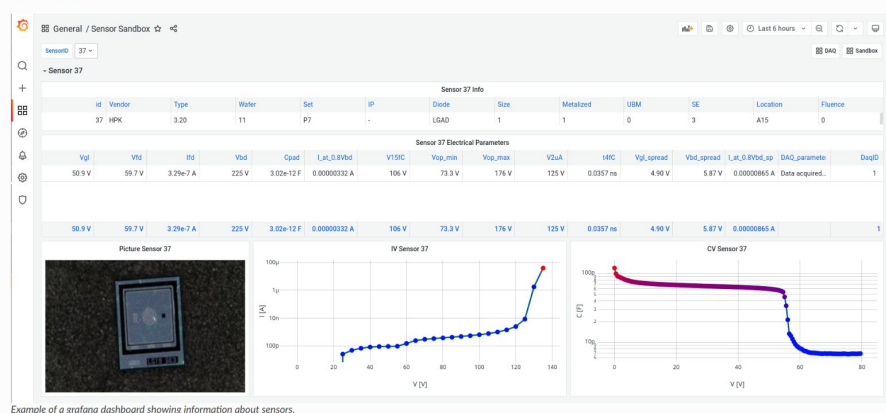 General / Sensor Sandbox
Last 6 hours
SensorID 37
DAQ Sandbox
Sensor 37
Sensor 37 Info
id Vendor Type Wafer Set IP Diode Size Metalized UBM SE Location Fluence
37 HPK 3.20 11 P7 - LGAD 1 1 0 3 A15 0
Sensor 37 Electrical Parameters
Vgl Vfd Ifd Vbd Cpad I_at_0.8Vbd V15fC Vop_min Vop_max V2uA t4fC Vgl_spread Vbd_spread I_at_0.8Vbd_sp DAQ_paramete DaqID
50.9 V 59.7 V 3.29e-7 A 225 V 3.02e-12 F 0.00000332 A 106 V 73.3 V 176 V 125 V 0.0357 ns 4.90 V 5.87 V 0.00000865 A Data acquired... 1
50.9 V 59.7 V 3.29e-7 A 225 V 3.02e-12 F 0.00000332 A 106 V 73.3 V 176 V 125 V 0.0357 ns 4.90 V 5.87 V 0.00000865 A 1
Picture Sensor 37
IV Sensor 37
100µ
1µ
10n
100p
I [A]
0 20 40 60 80 100 120 140
V [V]
CV Sensor 37
100p
5
4
3
2
10p
C [F]
0 20 40 60 80
V [V]
Example of a grafana dashboard showing information about sensors.